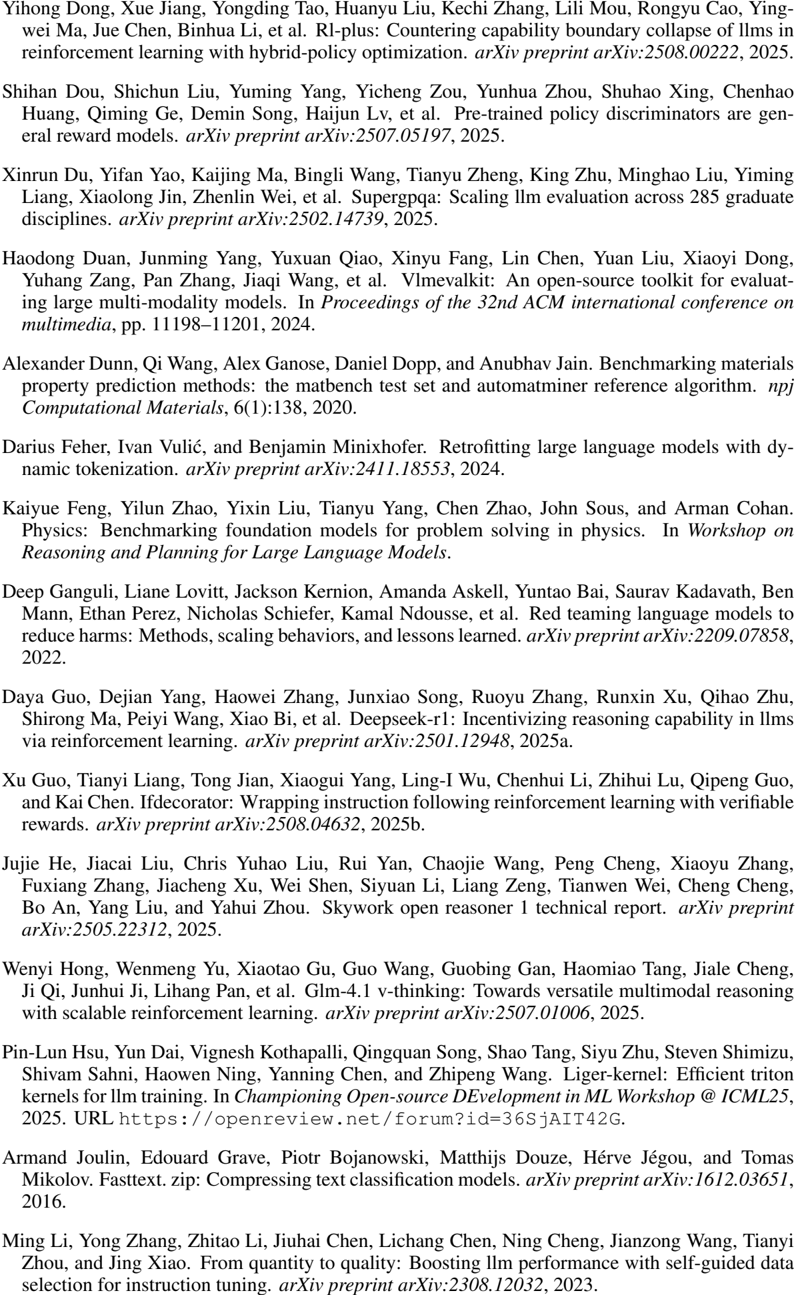 Yihong Dong, Xue Jiang, Yongding Tao, Huanyu Liu, Kechi Zhang, Lili Mou, Rongyu Cao, Ying-
wei Ma, Jue Chen, Binhua Li, et al. Rl-plus: Countering capability boundary collapse of llms in
reinforcement learning with hybrid-policy optimization. arXiv preprint arXiv:2508.00222, 2025.
Shihan Dou, Shichun Liu, Yuming Yang, Yicheng Zou, Yunhua Zhou, Shuhao Xing, Chenhao
Huang, Qiming Ge, Demin Song, Haijun Lv, et al. Pre-trained policy discriminators are gen-
eral reward models. arXiv preprint arXiv:2507.05197, 2025.
Xinrun Du, Yifan Yao, Kaijing Ma, Bingli Wang, Tianyu Zheng, King Zhu, Minghao Liu, Yiming
Liang, Xiaolong Jin, Zhenlin Wei, et al. Supergpqa: Scaling llm evaluation across 285 graduate
disciplines. arXiv preprint arXiv:2502.14739, 2025.
Haodong Duan, Junming Yang, Yuxuan Qiao, Xinyu Fang, Lin Chen, Yuan Liu, Xiaoyi Dong,
Yuhang Zang, Pan Zhang, Jiaqi Wang, et al. Vlmevalkit: An open-source toolkit for evaluat-
ing large multi-modality models. In Proceedings of the 32nd ACM international conference on
multimedia, pp. 11198–11201, 2024.
Alexander Dunn, Qi Wang, Alex Ganose, Daniel Dopp, and Anubhav Jain. Benchmarking materials
property prediction methods: the matbench test set and automatminer reference algorithm. npj
Computational Materials, 6(1):138, 2020.
Darius Feher, Ivan Vulić, and Benjamin Minixhofer. Retrofitting large language models with dy-
namic tokenization. arXiv preprint arXiv:2411.18553, 2024.
Kaiyue Feng, Yilun Zhao, Yixin Liu, Tianyu Yang, Chen Zhao, John Sous, and Arman Cohan.
Physics: Benchmarking foundation models for problem solving in physics. In Workshop on
Reasoning and Planning for Large Language Models.
Deep Ganguli, Liane Lovitt, Jackson Kernion, Amanda Askell, Yuntao Bai, Saurav Kadavath, Ben
Mann, Ethan Perez, Nicholas Schiefer, Kamal Ndousse, et al. Red teaming language models to
reduce harms: Methods, scaling behaviors, and lessons learned. arXiv preprint arXiv:2209.07858,
2022.
Daya Guo, Dejian Yang, Haowei Zhang, Junxiao Song, Ruoyu Zhang, Runxin Xu, Qihao Zhu,
Shirong Ma, Peiyi Wang, Xiao Bi, et al. Deepseek-r1: Incentivizing reasoning capability in llms
via reinforcement learning. arXiv preprint arXiv:2501.12948, 2025a.
Xu Guo, Tianyi Liang, Tong Jian, Xiaogui Yang, Ling-I Wu, Chenhui Li, Zhihui Lu, Qipeng Guo,
and Kai Chen. Ifdecorator: Wrapping instruction following reinforcement learning with verifiable
rewards. arXiv preprint arXiv:2508.04632, 2025b.
Jujie He, Jiacai Liu, Chris Yuhao Liu, Rui Yan, Chaojie Wang, Peng Cheng, Xiaoyu Zhang,
Fuxiang Zhang, Jiacheng Xu, Wei Shen, Siyuan Li, Liang Zeng, Tianwen Wei, Cheng Cheng,
Bo An, Yang Liu, and Yahui Zhou. Skywork open reasoner 1 technical report. arXiv preprint
arXiv:2505.22312, 2025.
Wenyi Hong, Wenmeng Yu, Xiaotao Gu, Guo Wang, Guobing Gan, Haomiao Tang, Jiale Cheng,
Ji Qi, Junhui Ji, Lihang Pan, et al. Glm-4.1 v-thinking: Towards versatile multimodal reasoning
with scalable reinforcement learning. arXiv preprint arXiv:2507.01006, 2025.
Pin-Lun Hsu, Yun Dai, Vignesh Kothapalli, Qingquan Song, Shao Tang, Siyu Zhu, Steven Shimizu,
Shivam Sahni, Haowen Ning, Yanning Chen, and Zhipeng Wang. Liger-kernel: Efficient triton
kernels for llm training. In Championing Open-source DEvelopment in ML Workshop @ ICML25,
2025. URL https://openreview.net/forum?id=36SjAIT42G.
Armand Joulin, Edouard Grave, Piotr Bojanowski, Matthijs Douze, Hérve Jégou, and Tomas
Mikolov. Fasttext. zip: Compressing text classification models. arXiv preprint arXiv:1612.03651,
2016.
Ming Li, Yong Zhang, Zhitao Li, Jiuhai Chen, Lichang Chen, Ning Cheng, Jianzong Wang, Tianyi
Zhou, and Jing Xiao. From quantity to quality: Boosting llm performance with self-guided data
selection for instruction tuning. arXiv preprint arXiv:2308.12032, 2023.